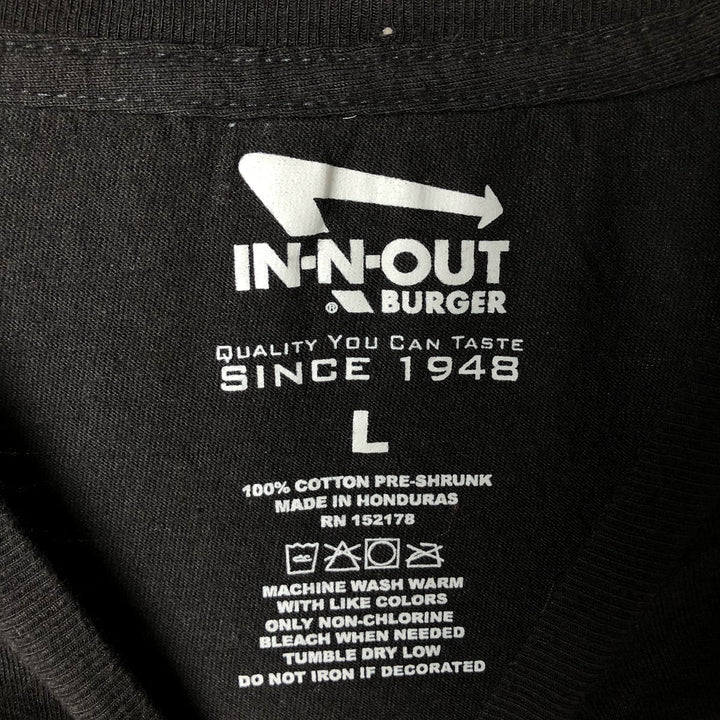 IN-N-OUT
® BURGER
QUALITY YOU CAN TASTE
SINCE 1948
L
100% COTTON PRE-SHRUNK
MADE IN HONDURAS
RN 152178
MACHINE WASH WARM
WITH LIKE COLORS
ONLY NON-CHLORINE
BLEACH WHEN NEEDED
TUMBLE DRY LOW
DO NOT IRON IF DECORATED